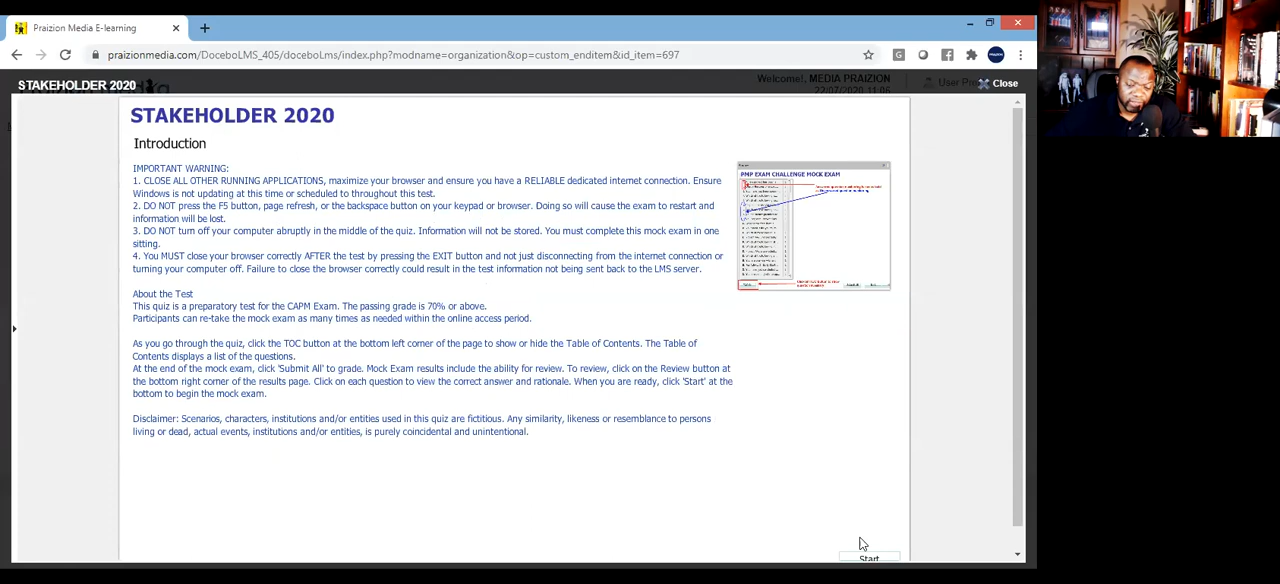 Praizion Media E-learning
praizionmedia.com/DoceboLMS_405/doceboLms/index.php?modname=organization&op=custom_enditem&id_item=697
STAKEHOLDER 2020
Welcome!, MEDIA PRAIZION
22/07/2020 11:06
User Pro
Close
STAKEHOLDER 2020
Introduction
IMPORTANT WARNING:
1. CLOSE ALL OTHER RUNNING APPLICATIONS, maximize your browser and ensure you have a RELIABLE dedicated internet connection. Ensure
Windows is not updating at this time or scheduled to throughout this test.
2. DO NOT press the F5 button, page refresh, or the backspace button on your keypad or browser. Doing so will cause the exam to restart and
information will be lost.
3. DO NOT turn off your computer abruptly in the middle of the quiz. Information will not be stored. You must complete this mock exam in one
sitting.
4. You MUST close your browser correctly AFTER the test by pressing the EXIT button and not just disconnecting from the internet connection or
turning your computer off. Failure to close the browser correctly could result in the test information not being sent back to the LMS server.
About the Test
This quiz is a preparatory test for the CAPM Exam. The passing grade is 70% or above.
Participants can re-take the mock exam as many times as needed within the online access period.
As you go through the quiz, click the TOC button at the bottom left corner of the page to show or hide the Table of Contents. The Table of
Contents displays a list of the questions.
At the end of the mock exam, click 'Submit All' to grade. Mock Exam results include the ability for review. To review, click on the Review button at
the bottom right corner of the results page. Click on each question to view the correct answer and rationale. When you are ready, click 'Start' at the
bottom to begin the mock exam.
Disclaimer: Scenarios, characters, institutions and/or entities used in this quiz are fictitious. Any similarity, likeness or resemblance to persons
living or dead, actual events, institutions and/or entities, is purely coincidental and unintentional.
PMP EXAM CHALLENGE MOCK EXAM
Start